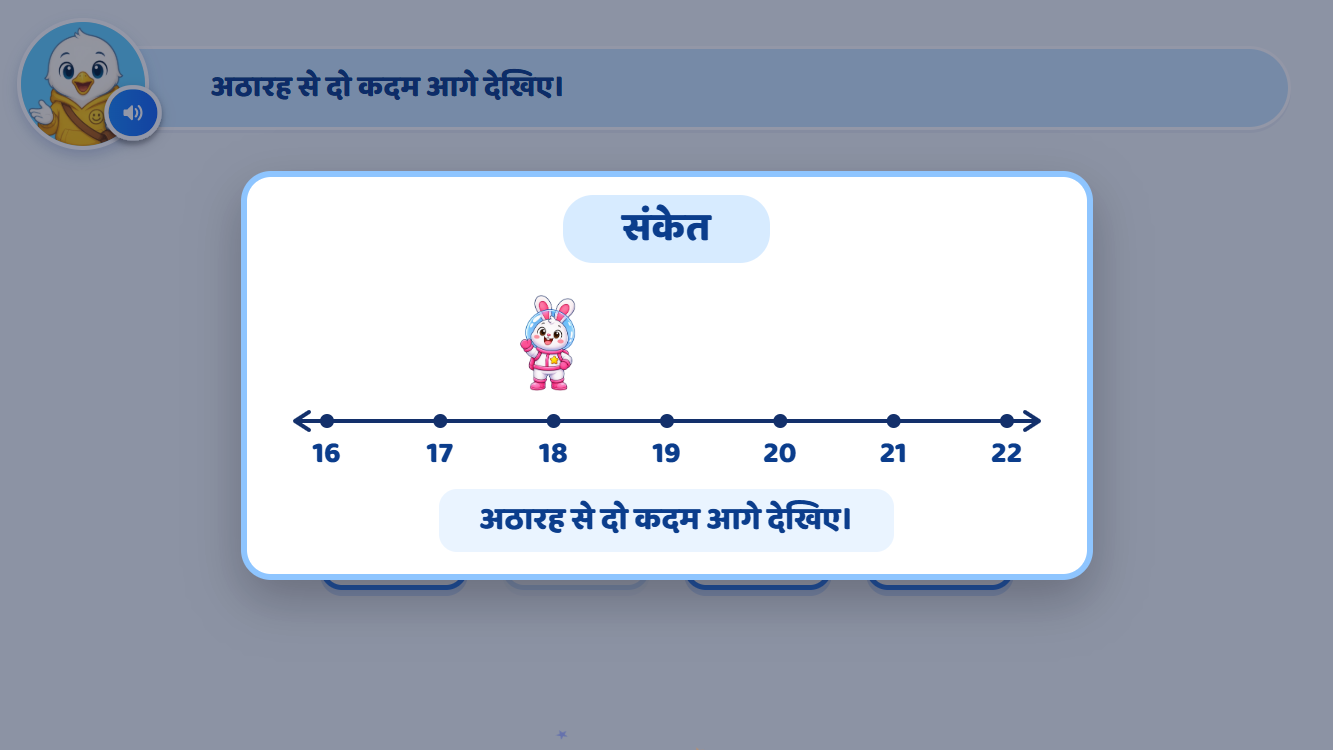 अठारह से दो कदम आगे देखिए।
संकेत
16 17 18 19 20 21 22
अठारह से दो कदम आगे देखिए।